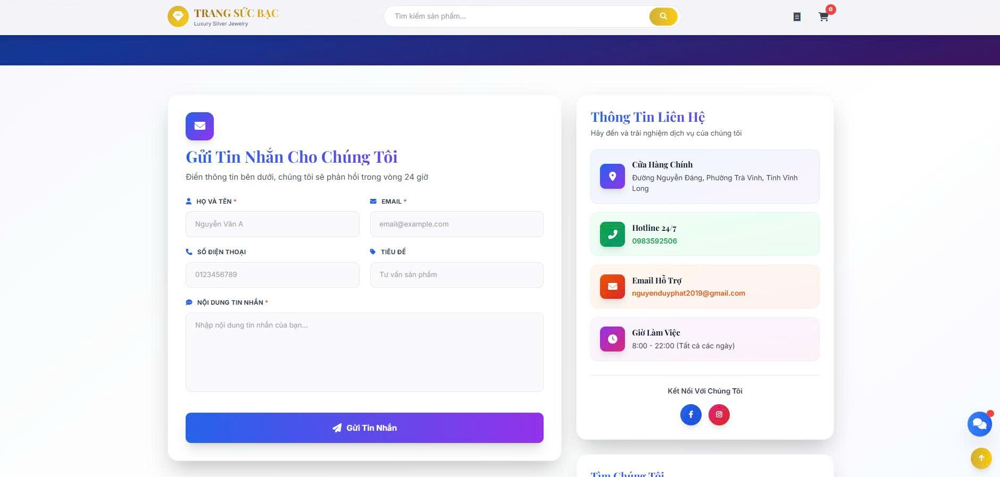 TRANG SỨC BẠC
Luxury Silver Jewelry
Tìm kiếm sản phẩm...
0
Gửi Tin Nhắn Cho Chúng Tôi
Điền thông tin bên dưới, chúng tôi sẽ phản hồi trong vòng 24 giờ
HỌ VÀ TÊN *
EMAIL *
Nguyễn Văn A
email@example.com
SỐ ĐIỆN THOẠI
TIÊU ĐỀ
0123456789
Tư vấn sản phẩm
NỘI DUNG TIN NHẮN *
Nhập nội dung tin nhắn của bạn...
Gửi Tin Nhắn
Thông Tin Liên Hệ
Hãy đến và trải nghiệm dịch vụ của chúng tôi
Cửa Hàng Chính
Đường Nguyễn Đáng, Phường Trà Vinh, Tỉnh Vĩnh
Long
Hotline 24/7
0983592506
Email Hỗ Trợ
nguyenduyphat2019@gmail.com
Giờ Làm Việc
8:00 - 22:00 (Tất cả các ngày)
Kết Nối Với Chúng Tôi
Tìm Chúng Tôi